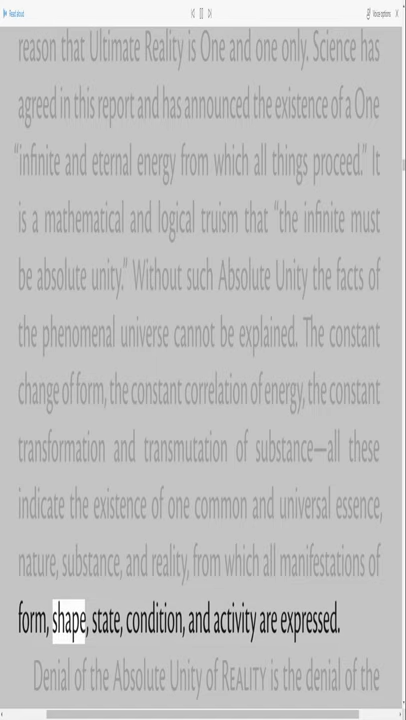 Read aloud Voice options
reason that Ultimate Reality is One and one only. Science has
agreed in this report and has announced the existence of a One
“infinite and eternal energy from which all things proceed.” It
is a mathematical and logical truism that “the infinite must
be absolute unity.” Without such Absolute Unity the facts of
the phenomenal universe cannot be explained. The constant
change of form, the constant correlation of energy, the constant
transformation and transmutation of substance—all these
indicate the existence of one common and universal essence,
nature, substance, and reality, from which all manifestations of
form, shape, state, condition, and activity are expressed.
Denial of the Absolute Unity of REALITY is the denial of the